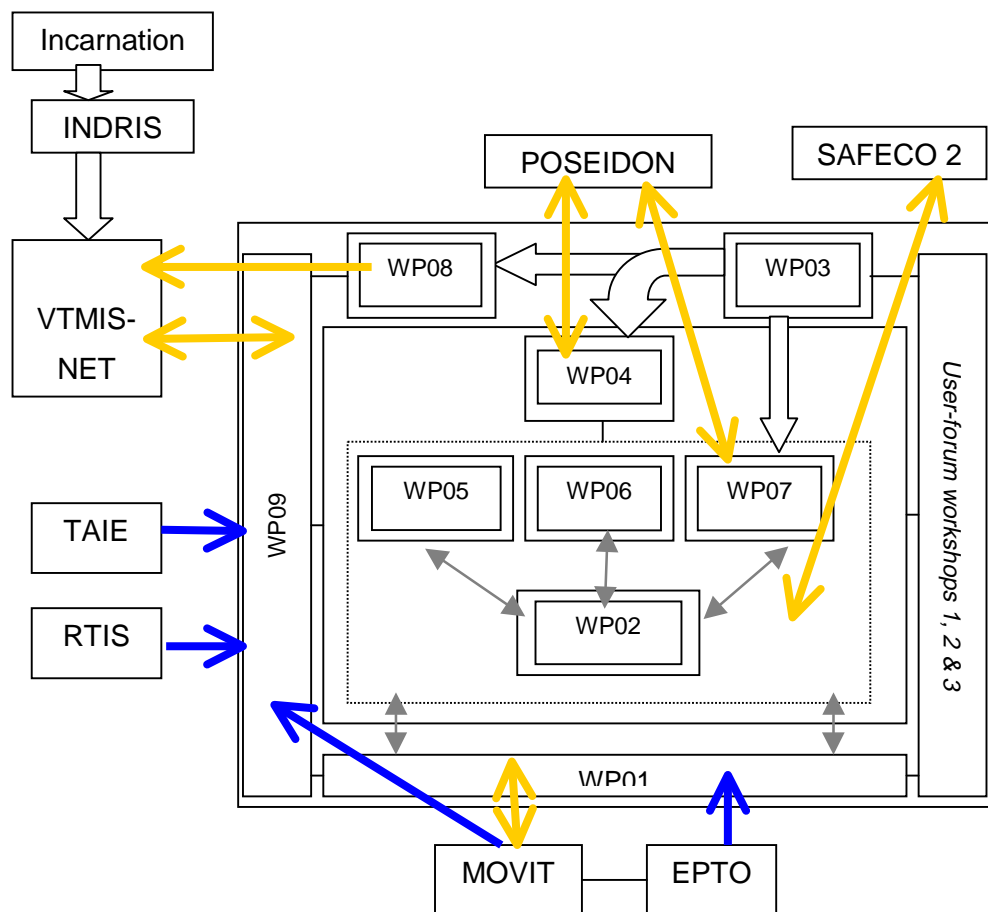 Incarnation
INDRIS
POSEIDON
SAFECO 2
WP08
WP03
VTMIS-
NET
WP04
User-forum workshops 1, 2 & 3
WP05
WP06
WP07
WP09
TAIE
WP02
RTIS
WP01
MOVIT
EPTO